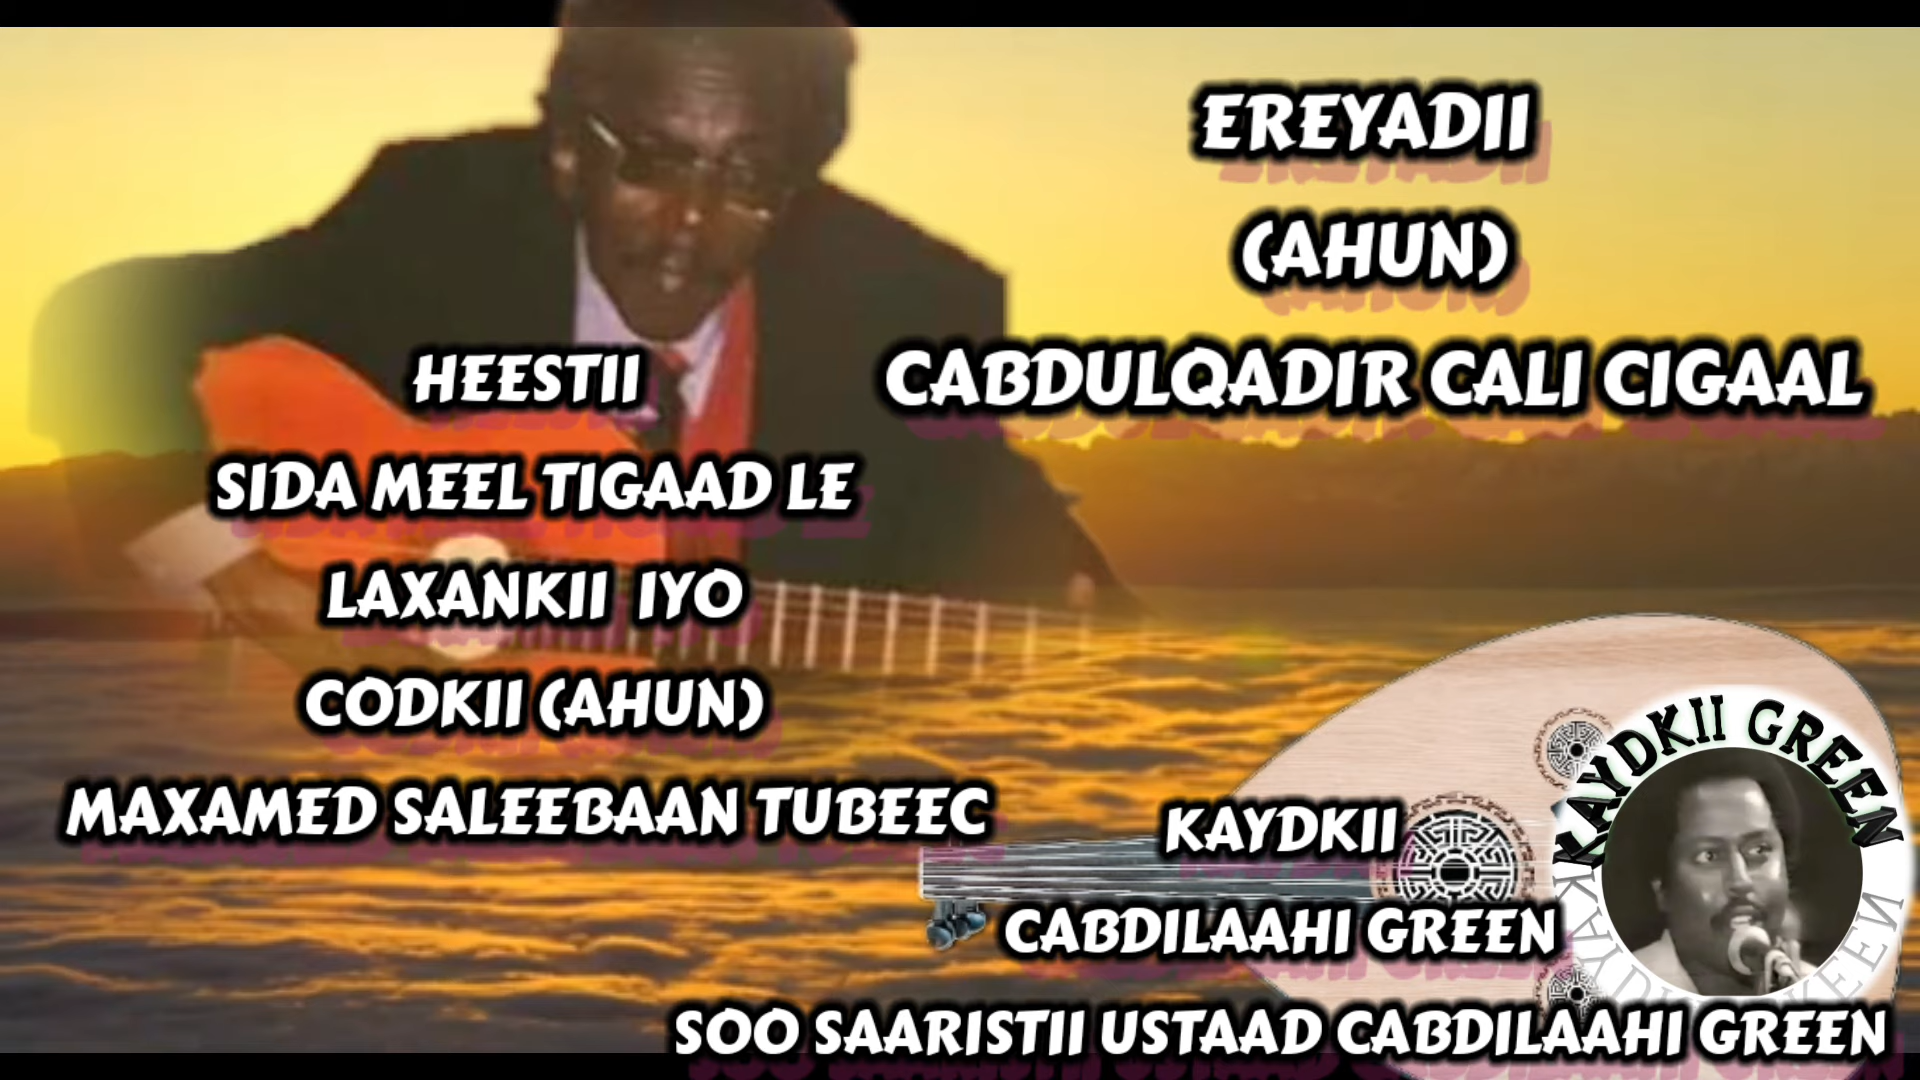 EREYADII
(AHUN)
CABDULQADIR CALI CIGAAL
HEESTII
SIDA MEEL TIGAAD LE
LAXANKII IYO
CODKII (AHUN)
MAXAMED SALEEBAAN TUBEEC
KAYDKII
CABDILAAHI GREEN
SOO SAARISTII USTAAD CABDILAAHI GREEN
KAYDKII GREEN